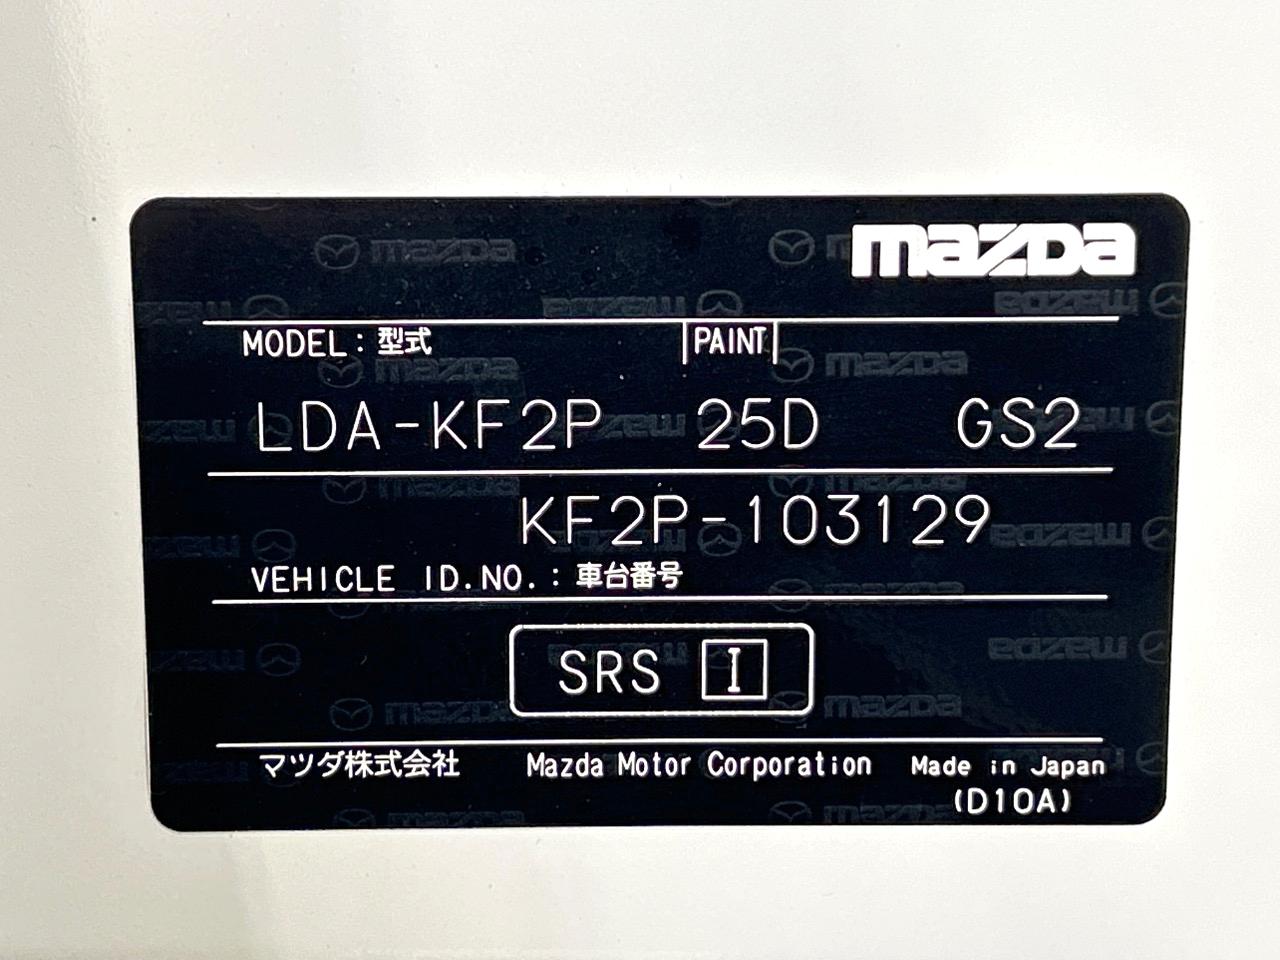 mazda
MODEL : 型式 PAINT
LDA-KF2P 25D GS2
KF2P-103129
VEHICLE ID.NO. : 車台番号
SRS I
マツダ株式会社 Mazda Motor Corporation Made in Japan
(D10A)